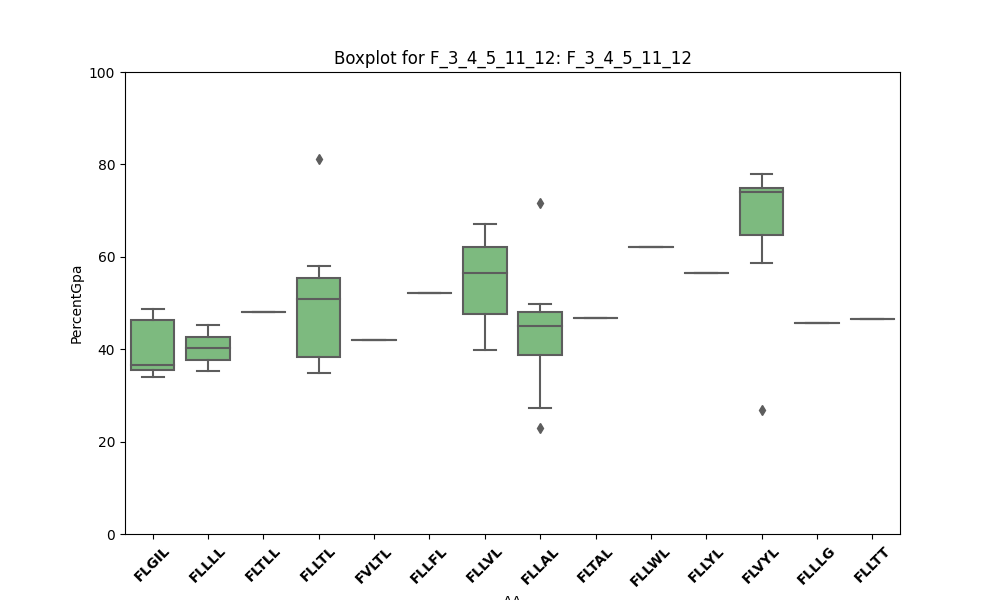 Boxplot for F_3_4_5_11_12: F_3_4_5_11_12
100
80
60
40
20
0
PercentGpa
FLGIL FLLLL FLTLL FLLTL FVLTL FLLFL FLLVL FLLAL FLTAL FLLWL FLLYL FLVYL FLLLG FLLTT
AA